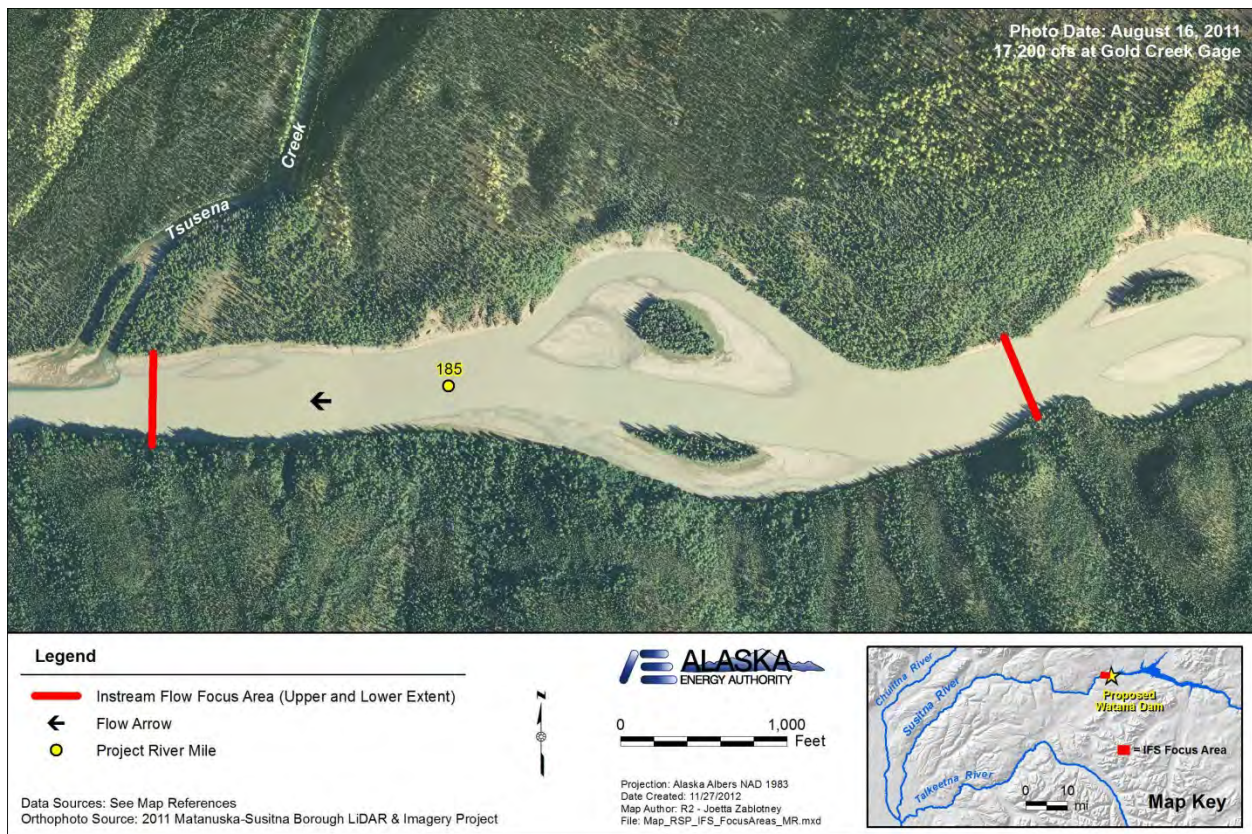 Photo Date: August 16, 2011
17,200 cfs at Gold Creek Gage
Tsusena Creek
185
Legend
Instream Flow Focus Area (Upper and Lower Extent)
Flow Arrow
Project River Mile
Data Sources: See Map References
Orthophoto Source: 2011 Matanuska-Susitna Borough LiDAR & Imagery Project
N
ALASKA
ENERGY AUTHORITY
0 1,000
Feet
Projection: Alaska Albers NAD 1983
Date Created: 11/27/2012
Map Author: R2 - Joetta Zablotney
File: Map_RSP_IFS_FocusAreas_MR.mxd
Chulitna River
Susitna River
Talkeetna River
Proposed
Watana Dam
= IFS Focus Area
0 10
mi
Map Key